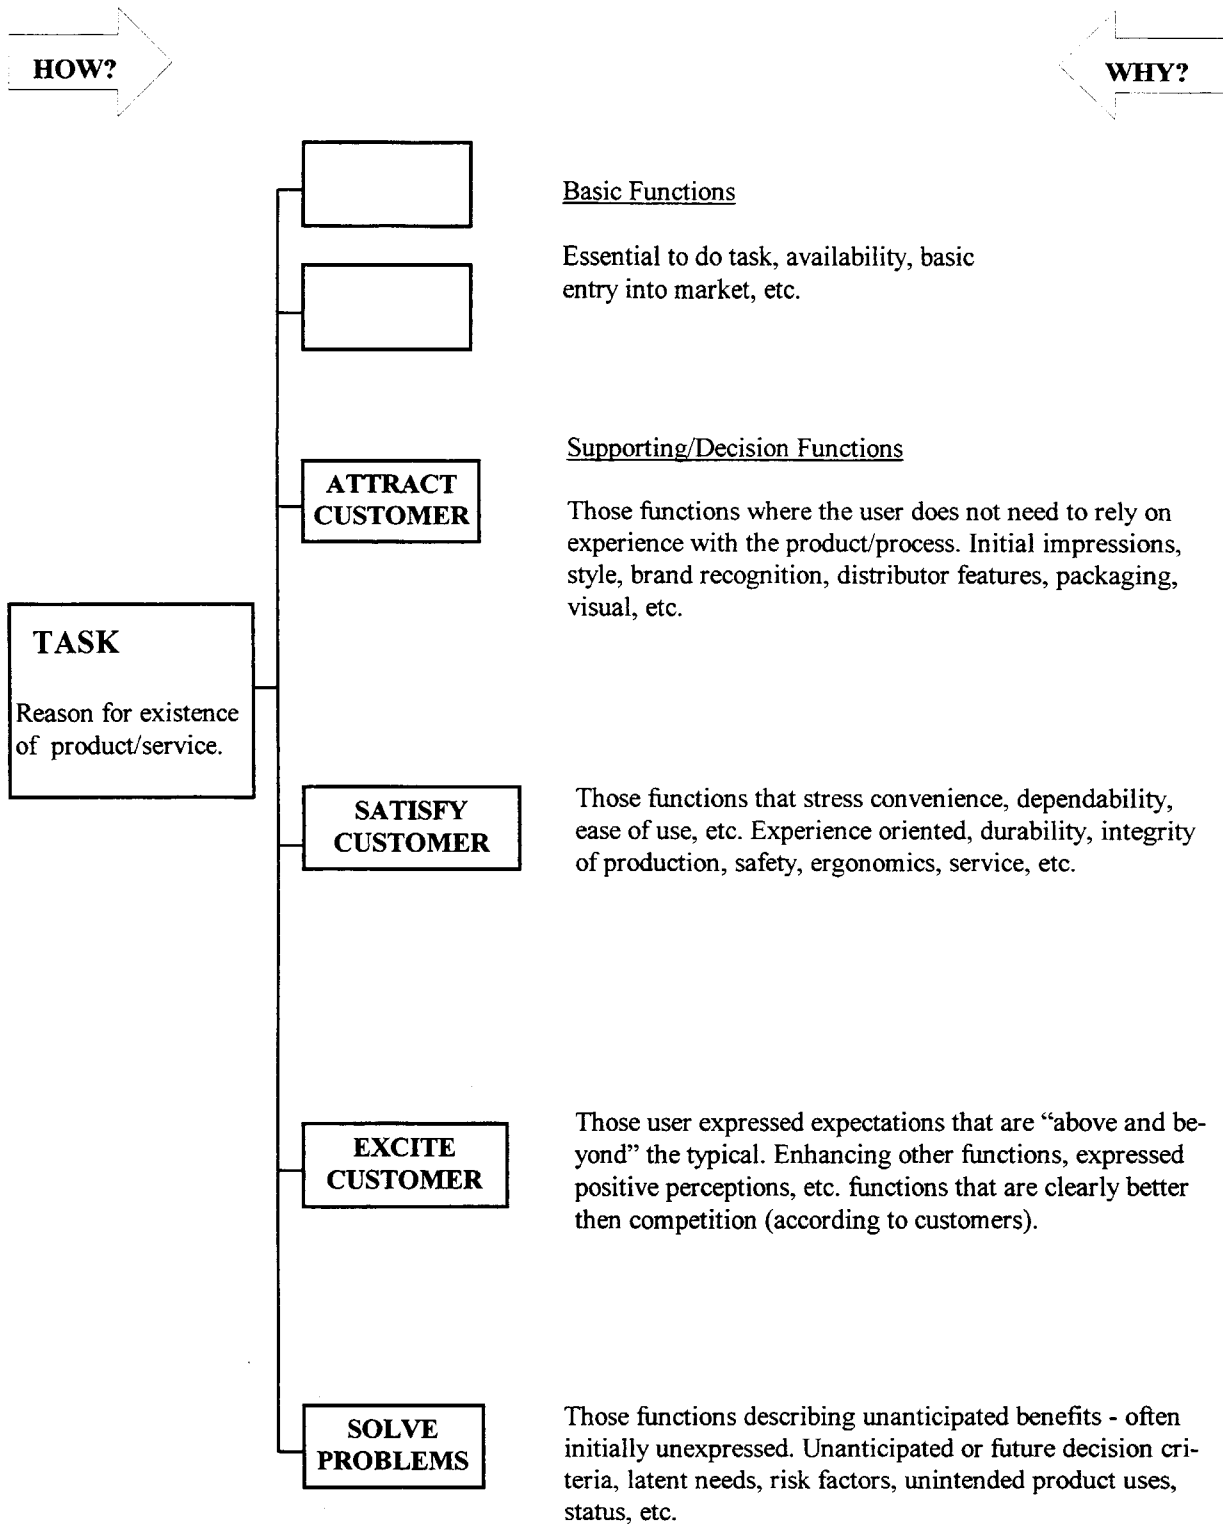 HOW?
WHY?
Basic Functions
Essential to do task, availability, basic
entry into market, etc.
Supporting/Decision Functions
ATTRACT
CUSTOMER
Those functions where the user does not need to rely on
experience with the product/process. Initial impressions,
style, brand recognition, distributor features, packaging,
visual, etc.
TASK
Reason for existence
of product/service.
SATISFY
CUSTOMER
Those functions that stress convenience, dependability,
ease of use, etc. Experience oriented, durability, integrity
of production, safety, ergonomics, service, etc.
EXCITE
CUSTOMER
Those user expressed expectations that are “above and be-
yond” the typical. Enhancing other functions, expressed
positive perceptions, etc. functions that are clearly better
then competition (according to customers).
SOLVE
PROBLEMS
Those functions describing unanticipated benefits - often
initially unexpressed. Unanticipated or future decision cri-
teria, latent needs, risk factors, unintended product uses,
status, etc.